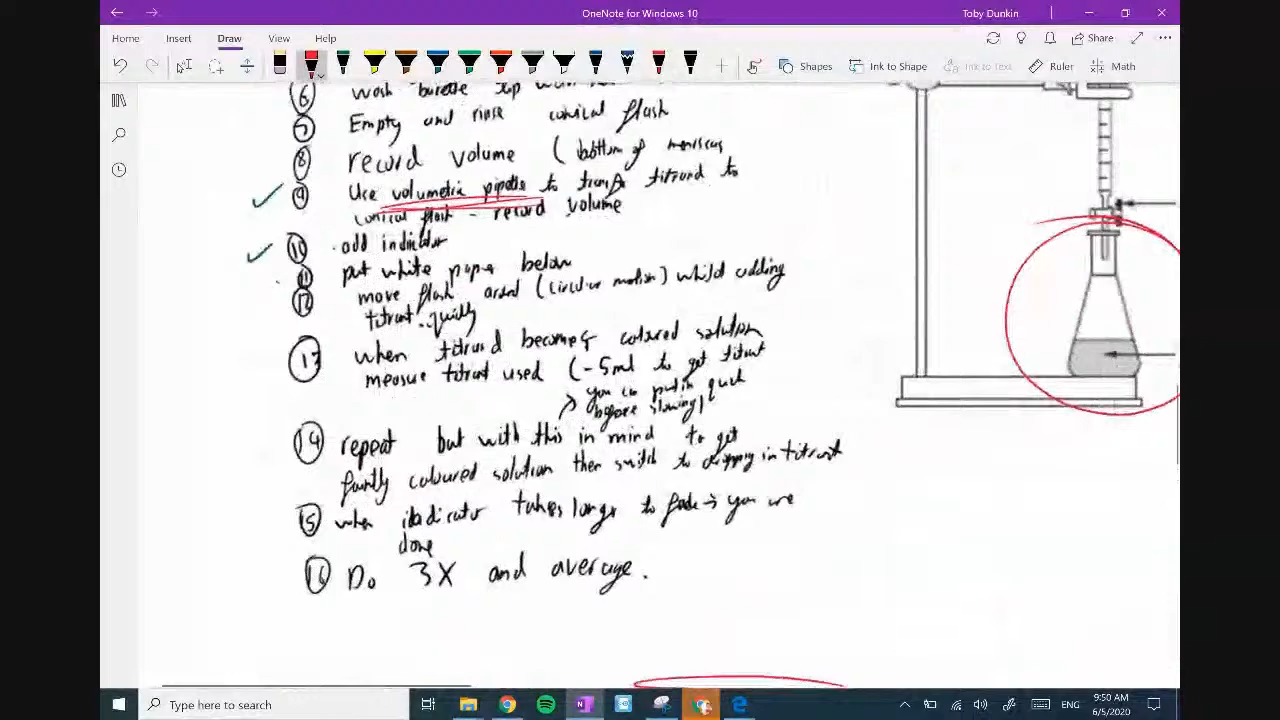 OneNote for Windows 10
Toby Dunkin
Home Insert Draw View Help
Share
Shapes Ink to Shape Ink to Text Ruler Math
6 wash burette
7 Empty and rinse conical flask
8 record volume (bottom of meniscus
9 Use volumetric pipette to transfer titrand to
conical flask - record volume
10 add indicator
11 put white paper below
12 move flask around (circular motion) whilst adding
titrant quickly
13 when titrand becomes coloured solution
measure titrant used (-5ml to get titrant
you can put in quick
before slowing)
14 repeat but with this in mind to get
faintly coloured solution then switch to dripping in titrant
15 when indicator takes longer to fade → you are
done
16 Do 3X and average.
Type here to search
9:50 AM
6/5/2020